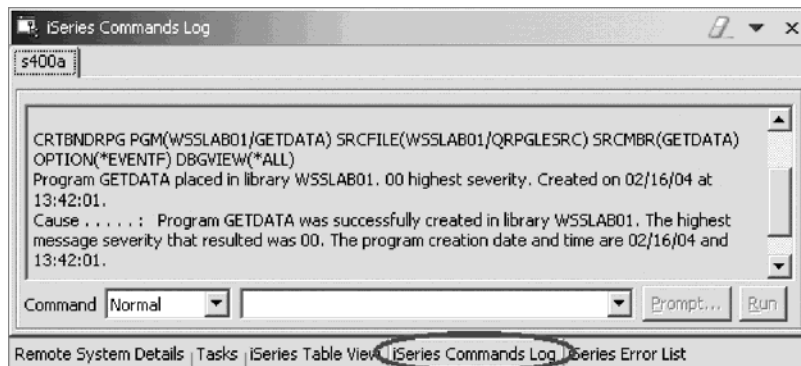 iSeries Commands Log
s400a
CRTBNDRPG PGM(WSSLAB01/GETDATA) SRCFILE(WSSLAB01/QRPGLESRC) SRCMBR(GETDATA)
OPTION(*EVENTF) DBGVIEW(*ALL)
Program GETDATA placed in library WSSLAB01. 00 highest severity. Created on 02/16/04 at
13:42:01.
Cause . . . . . : Program GETDATA was successfully created in library WSSLAB01. The highest
message severity that resulted was 00. The program creation date and time are 02/16/04 and
13:42:01.
Command Normal Prompt... Run
Remote System Details Tasks iSeries Table View iSeries Commands Log iSeries Error List